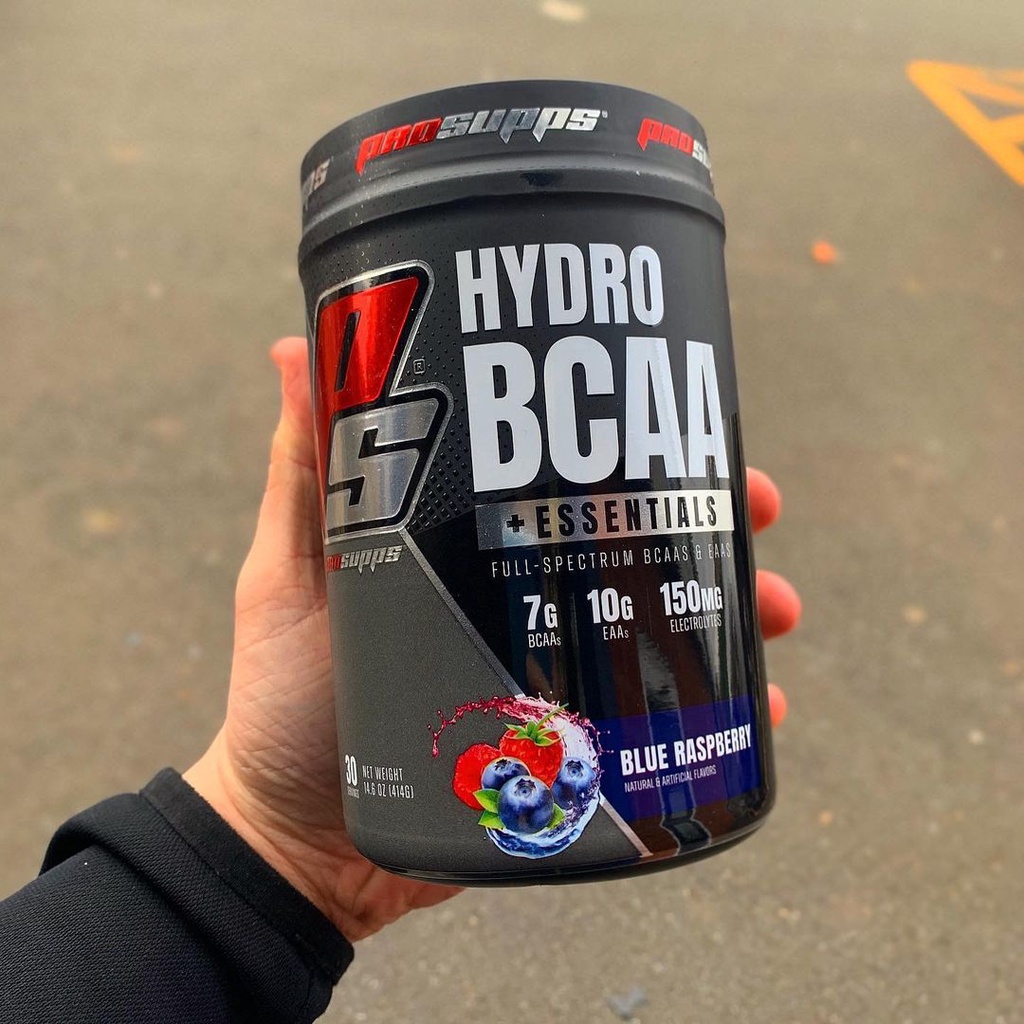 PROSUPPS®
PROSU
PS
®
PROSUPPS
HYDRO
BCAA
+ ESSENTIALS
FULL-SPECTRUM BCAAS & EAAS
7G
BCAAs
10G
EAAs
150MG
ELECTROLYTES
30
SERVINGS
NET WEIGHT
14.6 OZ (414G)
BLUE RASPBERRY
NATURAL & ARTIFICIAL FLAVORS